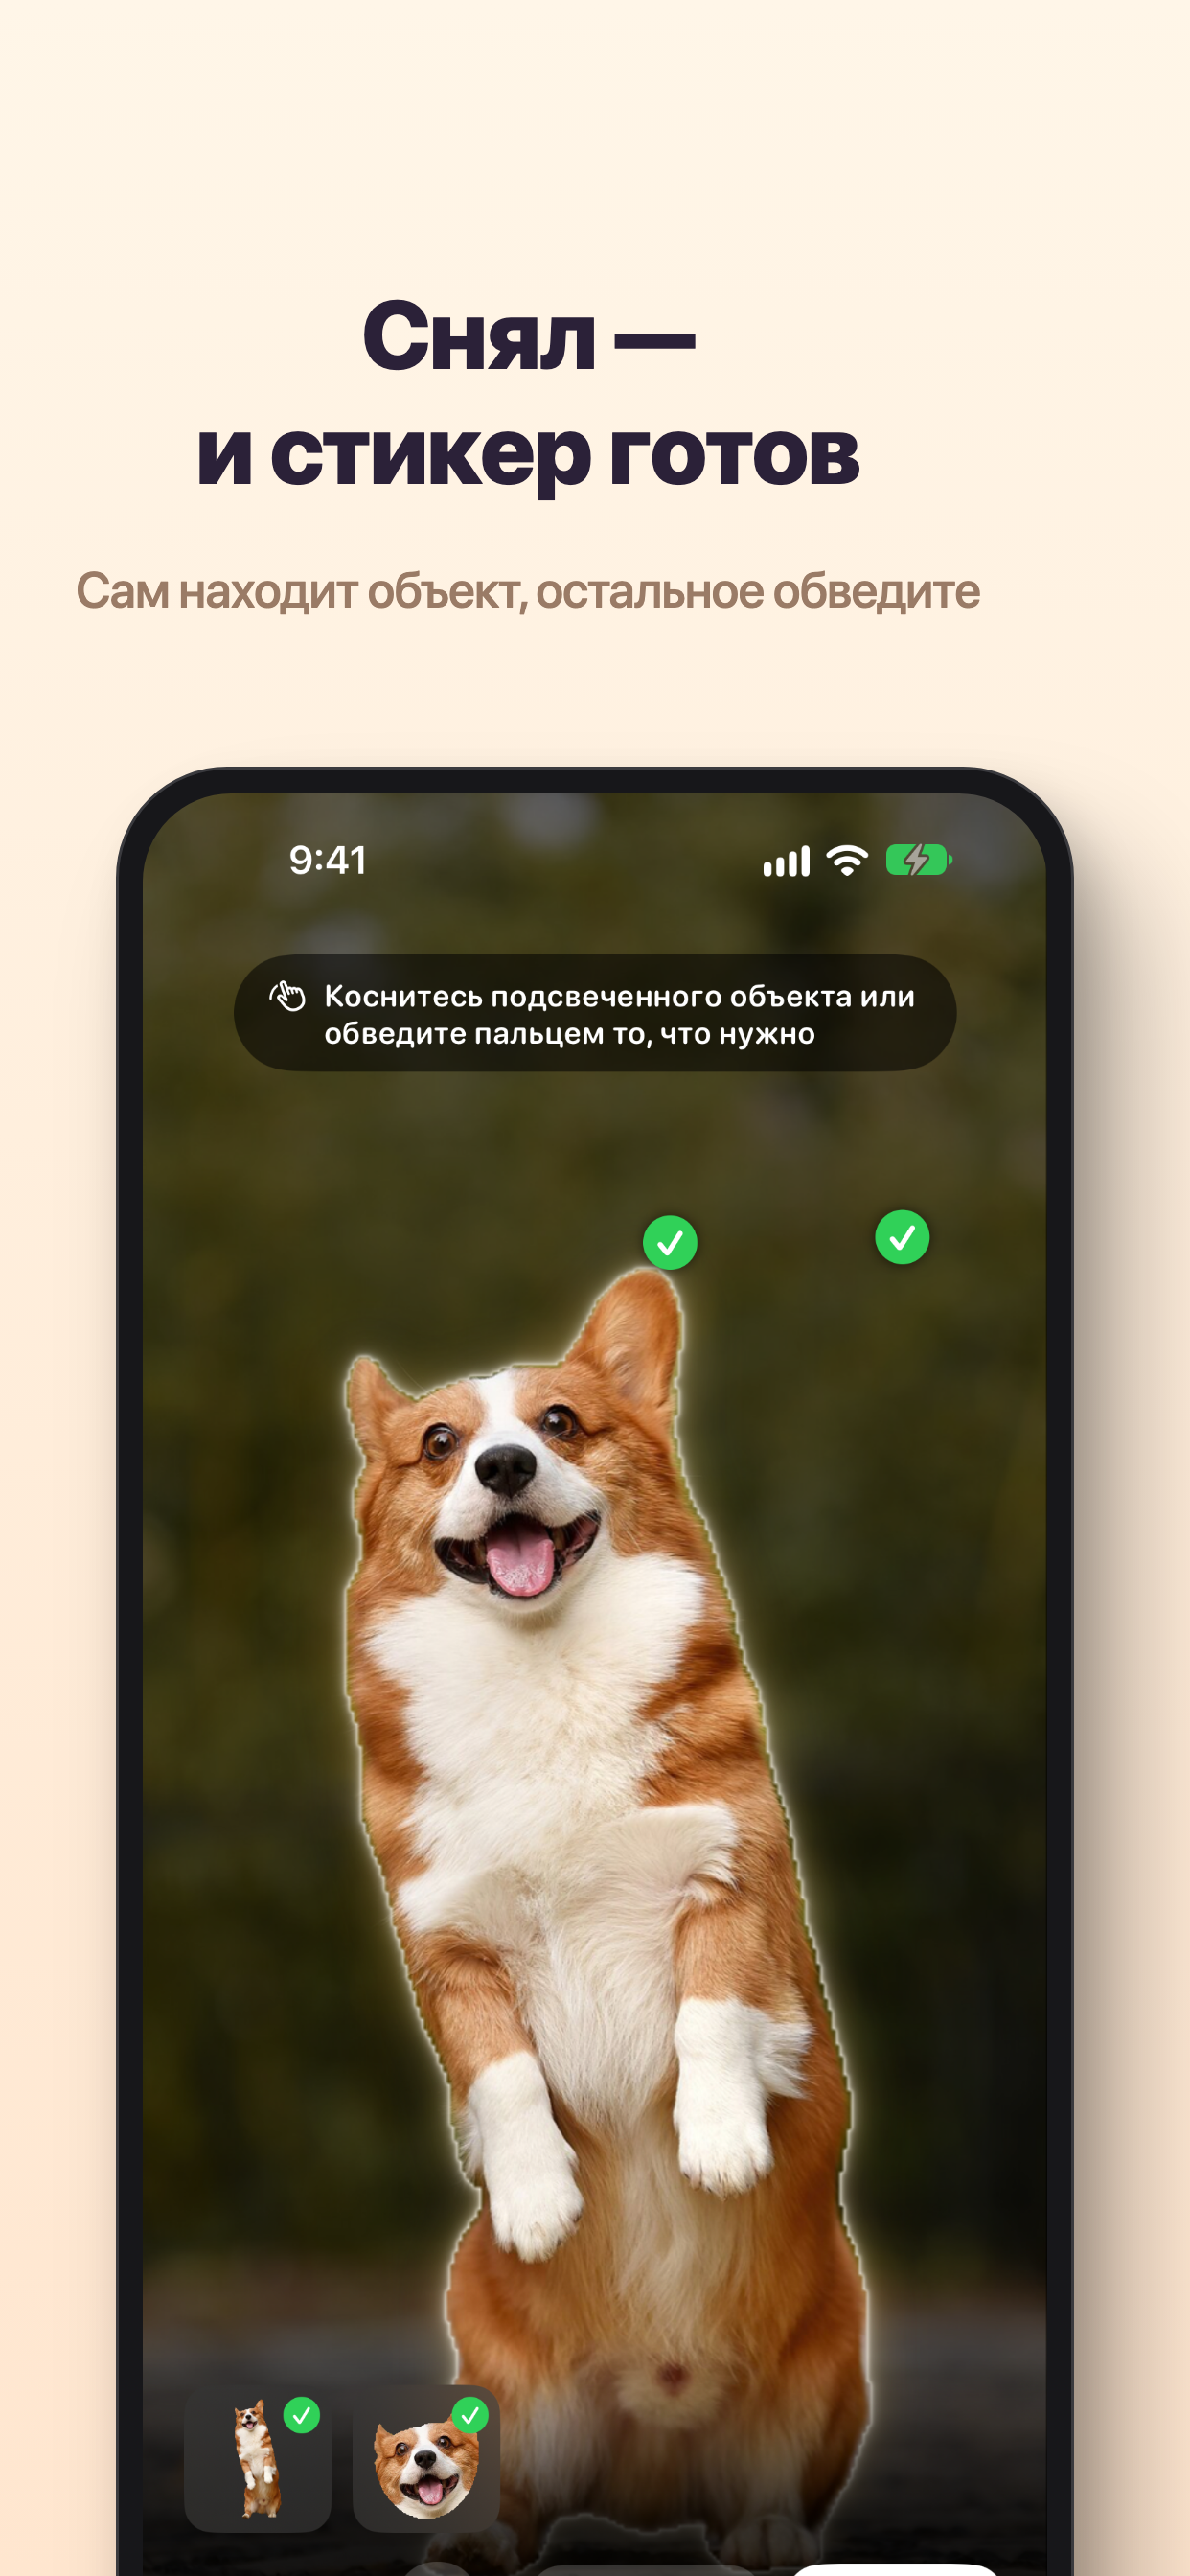 Снял —
и стикер готов
Сам находит объект, остальное обведите
9:41
Коснитесь подсвеченного объекта или
обведите пальцем то, что нужно